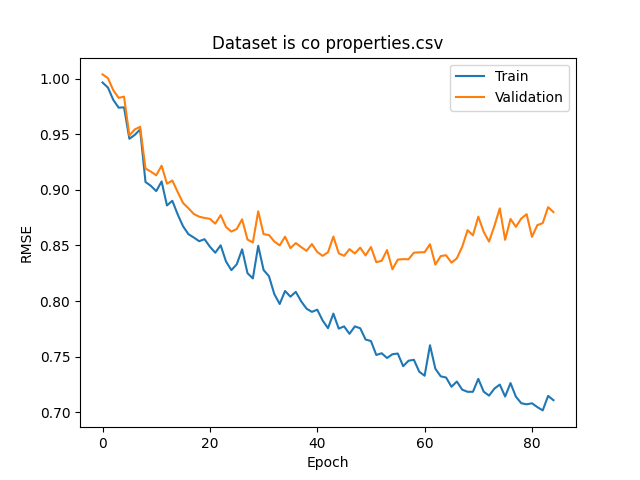 Dataset is co properties.csv
Train
Validation
1.00
0.95
0.90
0.85
0.80
0.75
0.70
RMSE
0 20 40 60 80
Epoch